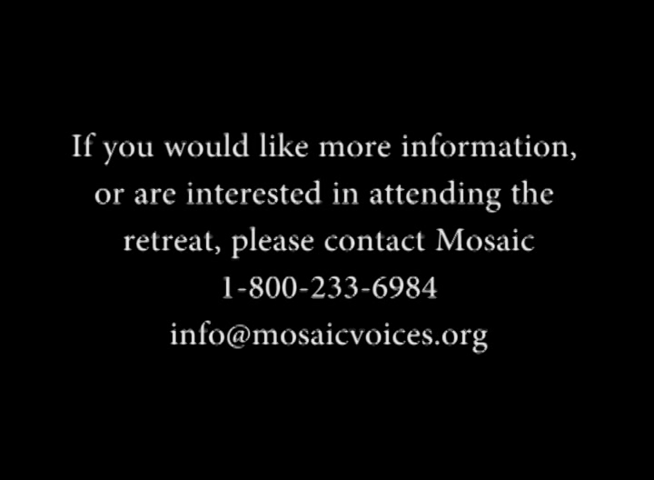 If you would like more information,
or are interested in attending the
retreat, please contact Mosaic
1-800-233-6984
info@mosaicvoices.org